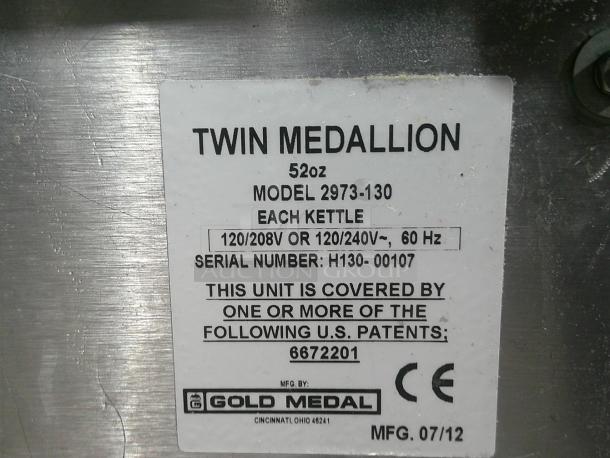 TWIN MEDALLION
52oz
MODEL 2973-130
EACH KETTLE
120/208V OR 120/240V~, 60 Hz
SERIAL NUMBER: H130- 00107
AUCTION GROUP
THIS UNIT IS COVERED BY
ONE OR MORE OF THE
FOLLOWING U.S. PATENTS;
6672201
MFG. BY:
G GOLD MEDAL
CE
CINCINNATI, OHIO 45241
MFG. 07/12